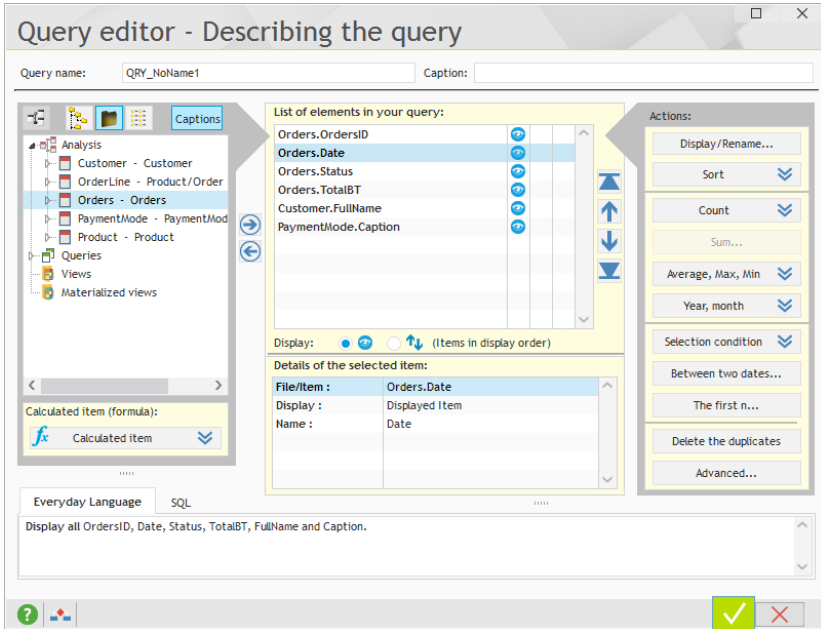 Query editor - Describing the query
Query name: QRY_NoName1 Caption:
Captions
Analysis
Customer - Customer
OrderLine - Product/Order
Orders - Orders
PaymentMode - PaymentMod
Product - Product
Queries
Views
Materialized views
Calculated item (formula):
fx Calculated item
List of elements in your query:
Orders.OrdersID
Orders.Date
Orders.Status
Orders.TotalBT
Customer.FullName
PaymentMode.Caption
Display: (Items in display order)
Details of the selected item:
File/Item : Orders.Date
Display : Displayed Item
Name : Date
Actions:
Display/Rename...
Sort
Count
Sum...
Average, Max, Min
Year, month
Selection condition
Between two dates...
The first n...
Delete the duplicates
Advanced...
Everyday Language SQL
Display all OrdersID, Date, Status, TotalBT, FullName and Caption.
?